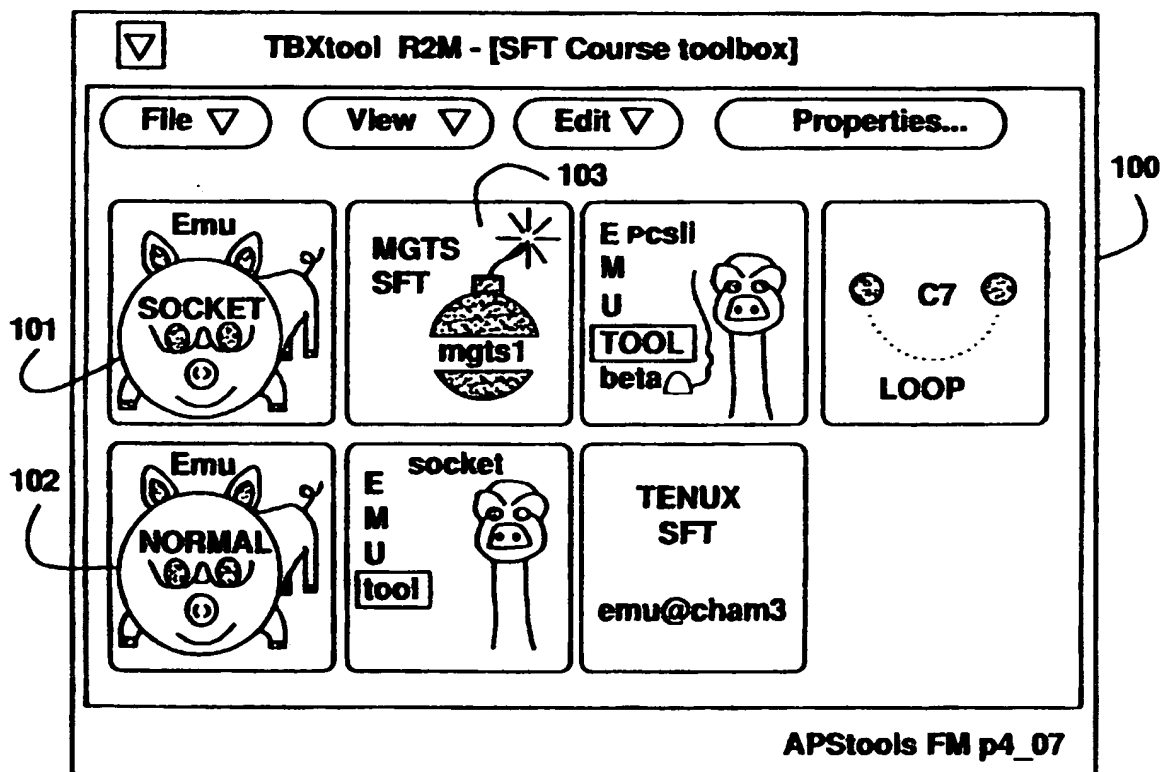 TBXtool R2M - [SFT Course toolbox]
File View Edit Properties...
103
100
Emu
SOCKET
101
MGTS
SFT
mgts1
E pcsli
M
U
TOOL
beta
C7
LOOP
Emu
NORMAL
102
socket
E
M
U
tool
TENUX
SFT
emu@cham3
APStools FM p4_07